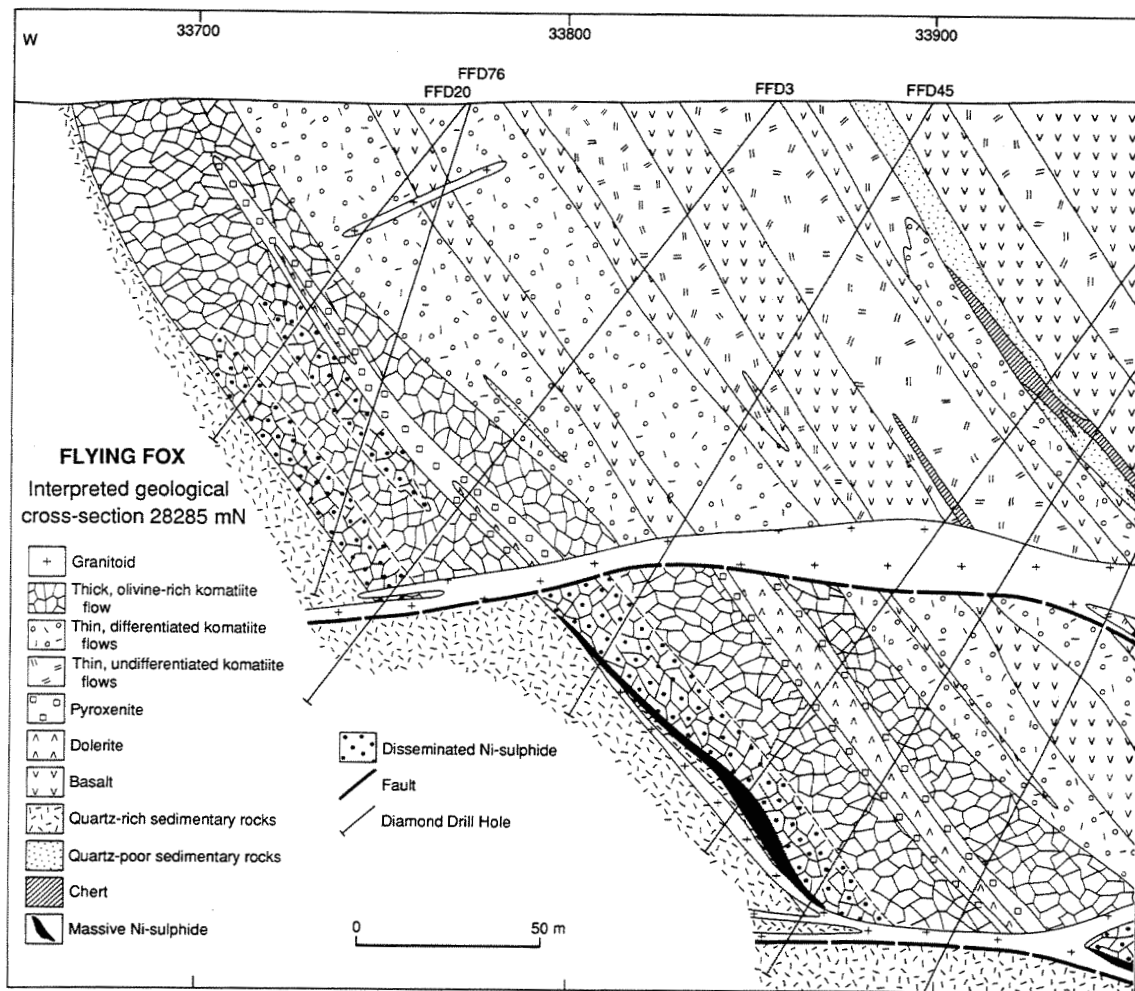 W
33700
33800
33900
FFD76
FFD20
FFD3
FFD45
FLYING FOX
Interpreted geological
cross-section 28285 mN
Granitoid
Thick, olivine-rich komatiite
flow
Thin, differentiated komatiite
flows
Thin, undifferentiated komatiite
flows
Pyroxenite
Dolerite
Basalt
Quartz-rich sedimentary rocks
Quartz-poor sedimentary rocks
Chert
Massive Ni-sulphide
Disseminated Ni-sulphide
Fault
Diamond Drill Hole
0 50 m